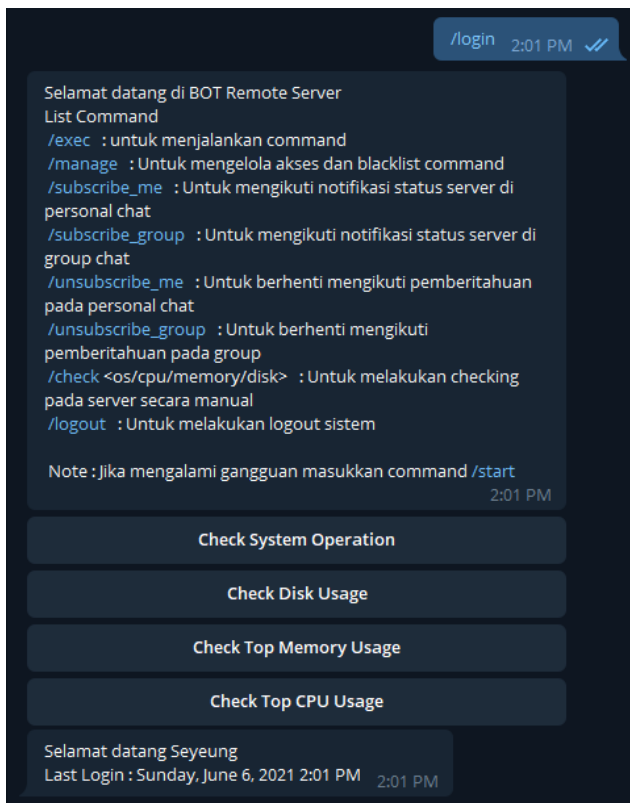 /login 2:01 PM
Selamat datang di BOT Remote Server
List Command
/exec : untuk menjalankan command
/manage : Untuk mengelola akses dan blacklist command
/subscribe_me : Untuk mengikuti notifikasi status server di
personal chat
/subscribe_group : Untuk mengikuti notifikasi status server di
group chat
/unsubscribe_me : Untuk berhenti mengikuti pemberitahuan
pada personal chat
/unsubscribe_group : Untuk berhenti mengikuti
pemberitahuan pada group
/check <os/cpu/memory/disk> : Untuk melakukan checking
pada server secara manual
/logout : Untuk melakukan logout sistem
Note : Jika mengalami gangguan masukkan command /start
2:01 PM
Check System Operation
Check Disk Usage
Check Top Memory Usage
Check Top CPU Usage
Selamat datang Seyeung
Last Login : Sunday, June 6, 2021 2:01 PM 2:01 PM